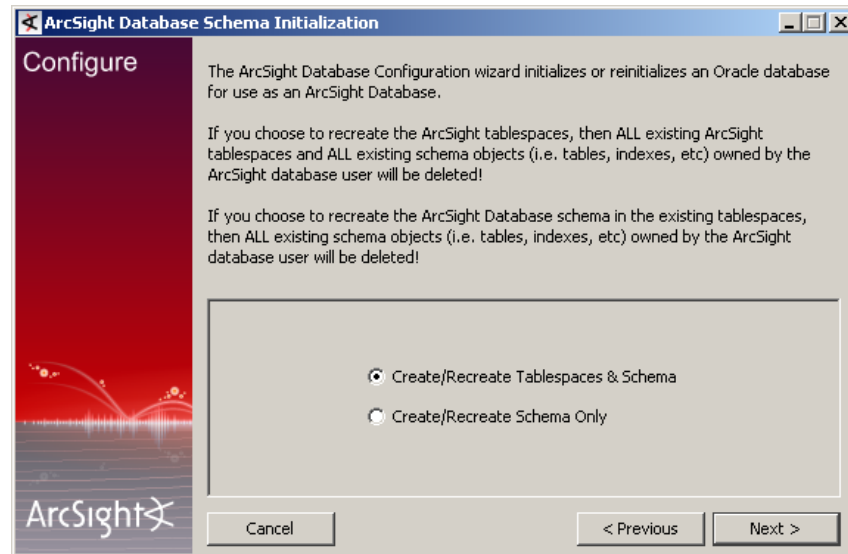 ArcSight Database Schema Initialization
Configure
The ArcSight Database Configuration wizard initializes or reinitializes an Oracle database
for use as an ArcSight Database.
If you choose to recreate the ArcSight tablespaces, then ALL existing ArcSight
tablespaces and ALL existing schema objects (i.e. tables, indexes, etc) owned by the
ArcSight database user will be deleted!
If you choose to recreate the ArcSight Database schema in the existing tablespaces,
then ALL existing schema objects (i.e. tables, indexes, etc) owned by the ArcSight
database user will be deleted!
Create/Recreate Tablespaces & Schema
Create/Recreate Schema Only
ArcSight
Cancel
< Previous
Next >